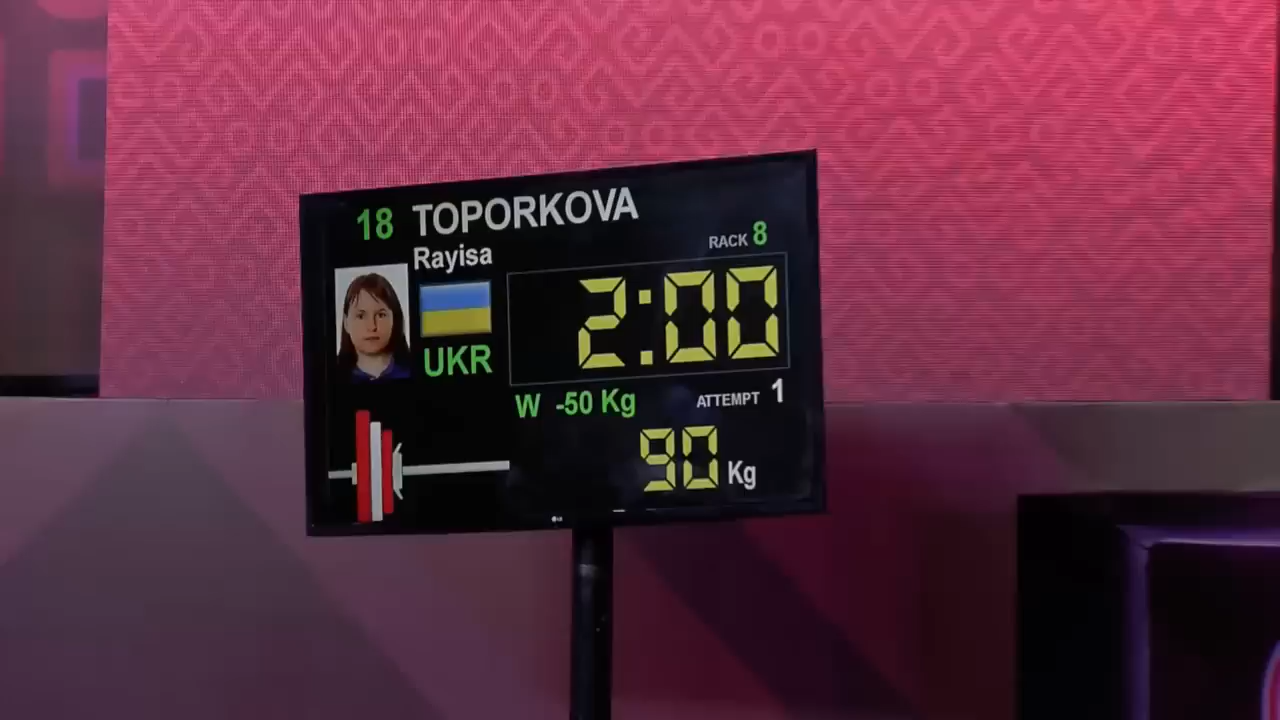 18 TOPORKOVA
Rayisa
RACK 8
2:00
UKR
W -50 Kg
ATTEMPT 1
90 Kg